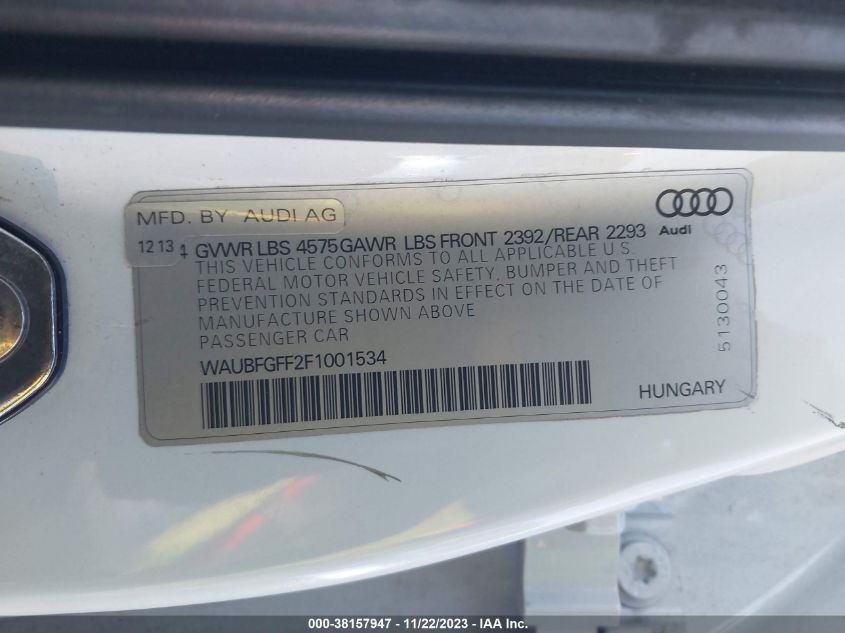 MFD. BY AUDI AG
Audi
12 13 4 GVWR LBS 4575 GAWR LBS FRONT 2392/REAR 2293
THIS VEHICLE CONFORMS TO ALL APPLICABLE U.S.
FEDERAL MOTOR VEHICLE SAFETY, BUMPER AND THEFT
PREVENTION STANDARDS IN EFFECT ON THE DATE OF
MANUFACTURE SHOWN ABOVE
PASSENGER CAR
WAUBFGFF2F1001534
5130043
HUNGARY
000-38157947 - 11/22/2023 - IAA Inc.